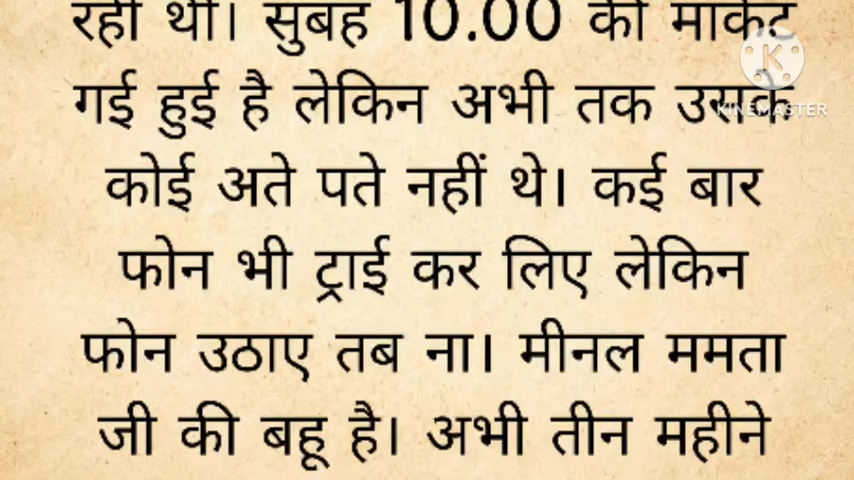 रही थी। सुबह 10.00 की मार्केट
गई हुई है लेकिन अभी तक उसके
कोई अते पते नहीं थे। कई बार
फोन भी ट्राई कर लिए लेकिन
फोन उठाए तब ना। मीनल ममता
जी की बहू है। अभी तीन महीने
K
KINEMASTER